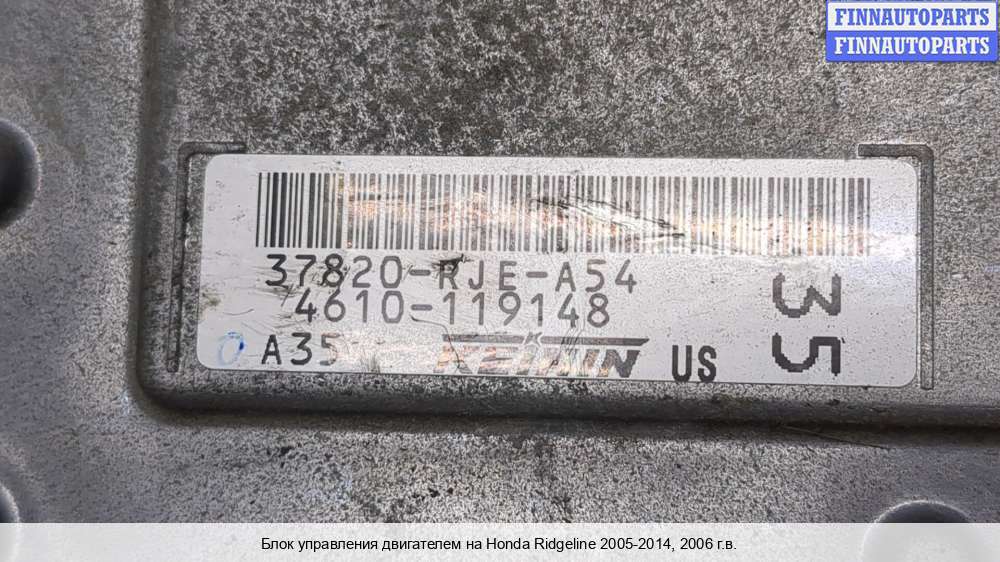 FINNAUTOPARTS
FINNAUTOPARTS
37820-RJE-A54
4610-119148
0 A35 KEIHIN US
35
Блок управления двигателем на Honda Ridgeline 2005-2014, 2006 г.в.